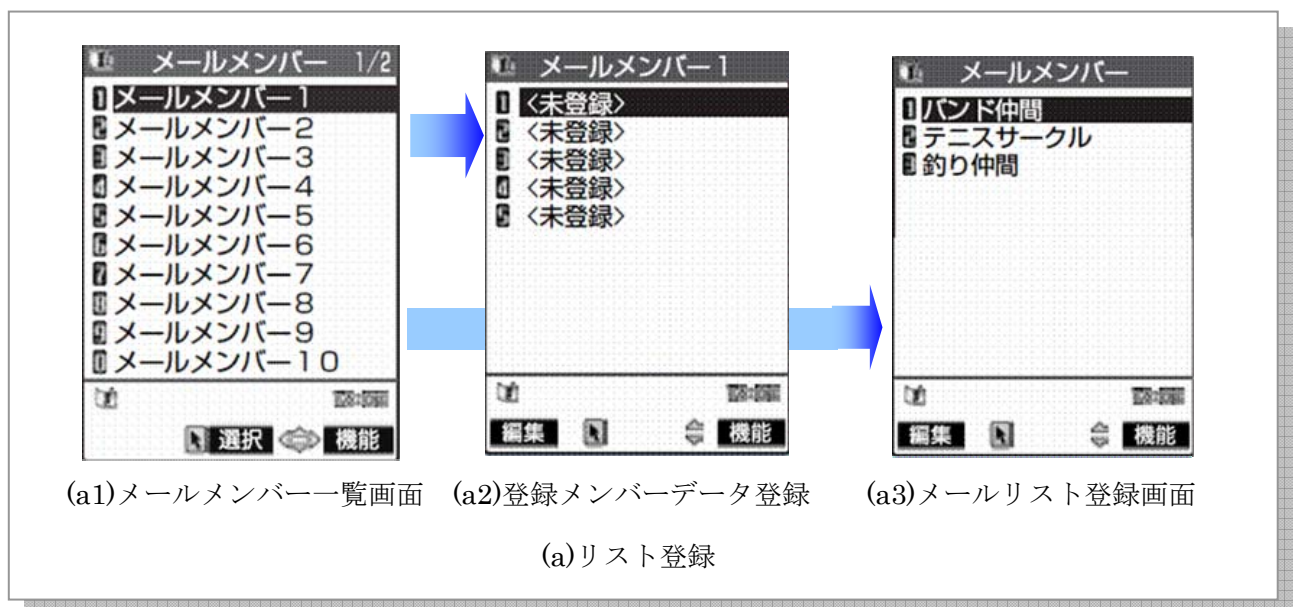 メールメンバー 1/2
1 メールメンバー1
2 メールメンバー2
3 メールメンバー3
4 メールメンバー4
5 メールメンバー5
6 メールメンバー6
7 メールメンバー7
8 メールメンバー8
9 メールメンバー9
0 メールメンバー10
選択 機能
メールメンバー1
1 〈未登録〉
2 〈未登録〉
3 〈未登録〉
4 〈未登録〉
5 〈未登録〉
編集 機能
メールメンバー
1 バンド仲間
2 テニスサークル
3 釣り仲間
編集 機能
(a1)メールメンバー一覧画面
(a2)登録メンバーデータ登録
(a3)メールリスト登録画面
(a)リスト登録